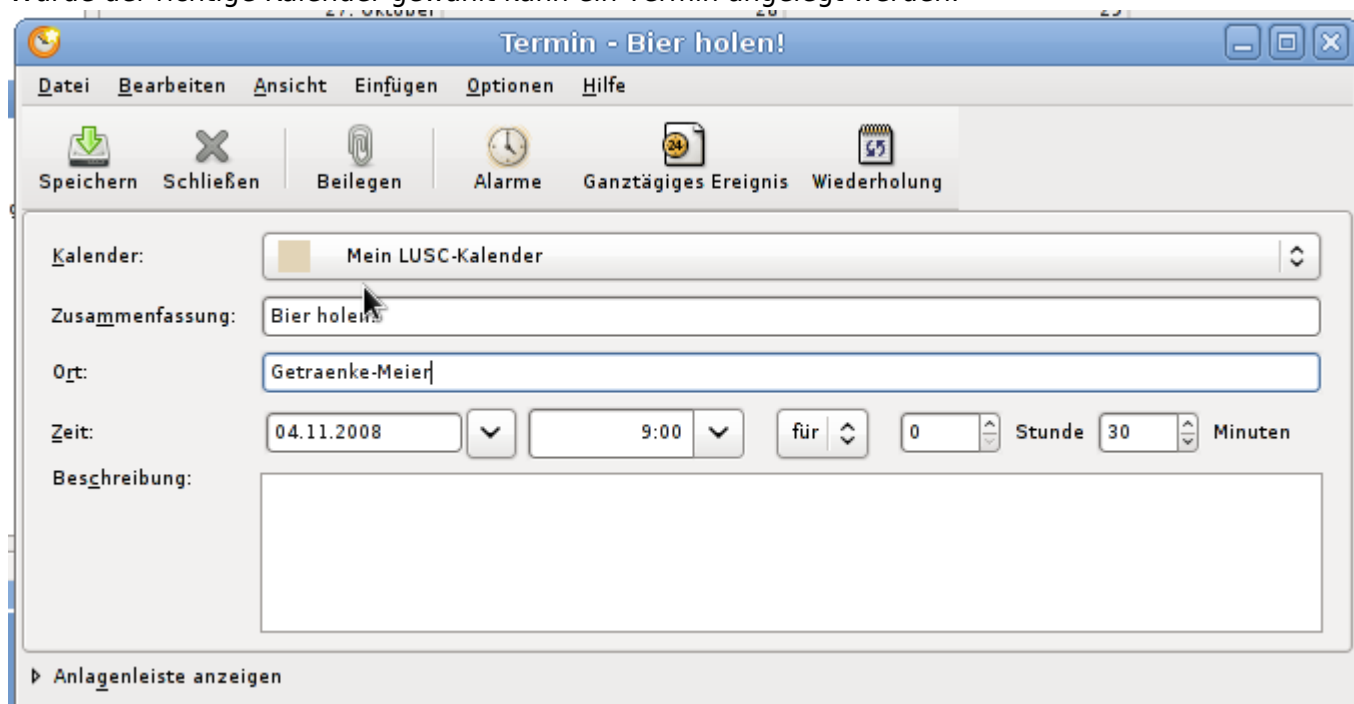 Termin - Bier holen!
Datei Bearbeiten Ansicht Einfügen Optionen Hilfe
Speichern Schließen Beilegen Alarme Ganztägiges Ereignis Wiederholung
Kalender: Mein LUSC-Kalender
Zusammenfassung: Bier holen!
Ort: Getraenke-Meier
Zeit: 04.11.2008 9:00 für 0 Stunde 30 Minuten
Beschreibung:
Anlagenleiste anzeigen